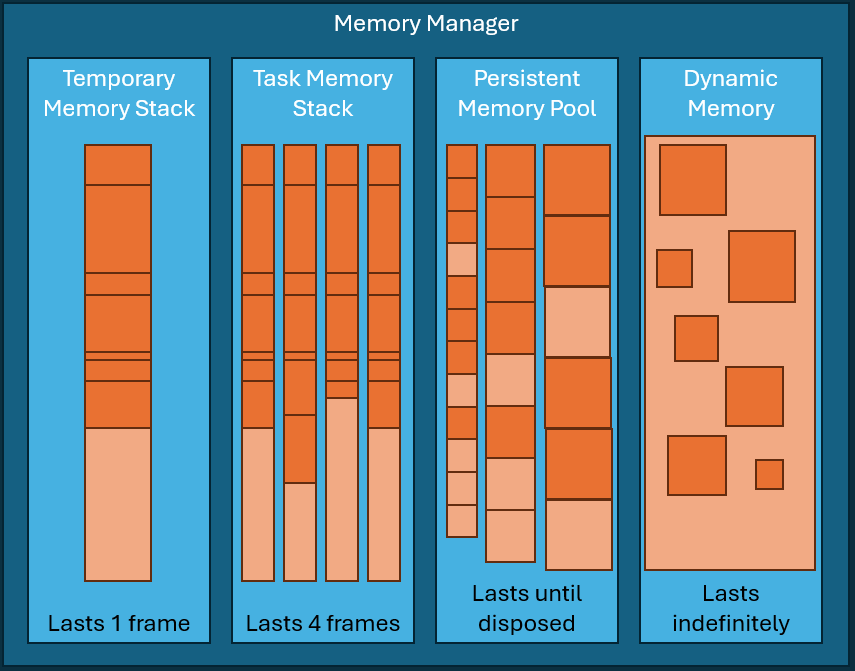 Memory Manager
Temporary
Memory Stack
Lasts 1 frame
Task Memory
Stack
Lasts 4 frames
Persistent
Memory Pool
Lasts until
disposed
Dynamic
Memory
Lasts
indefinitely